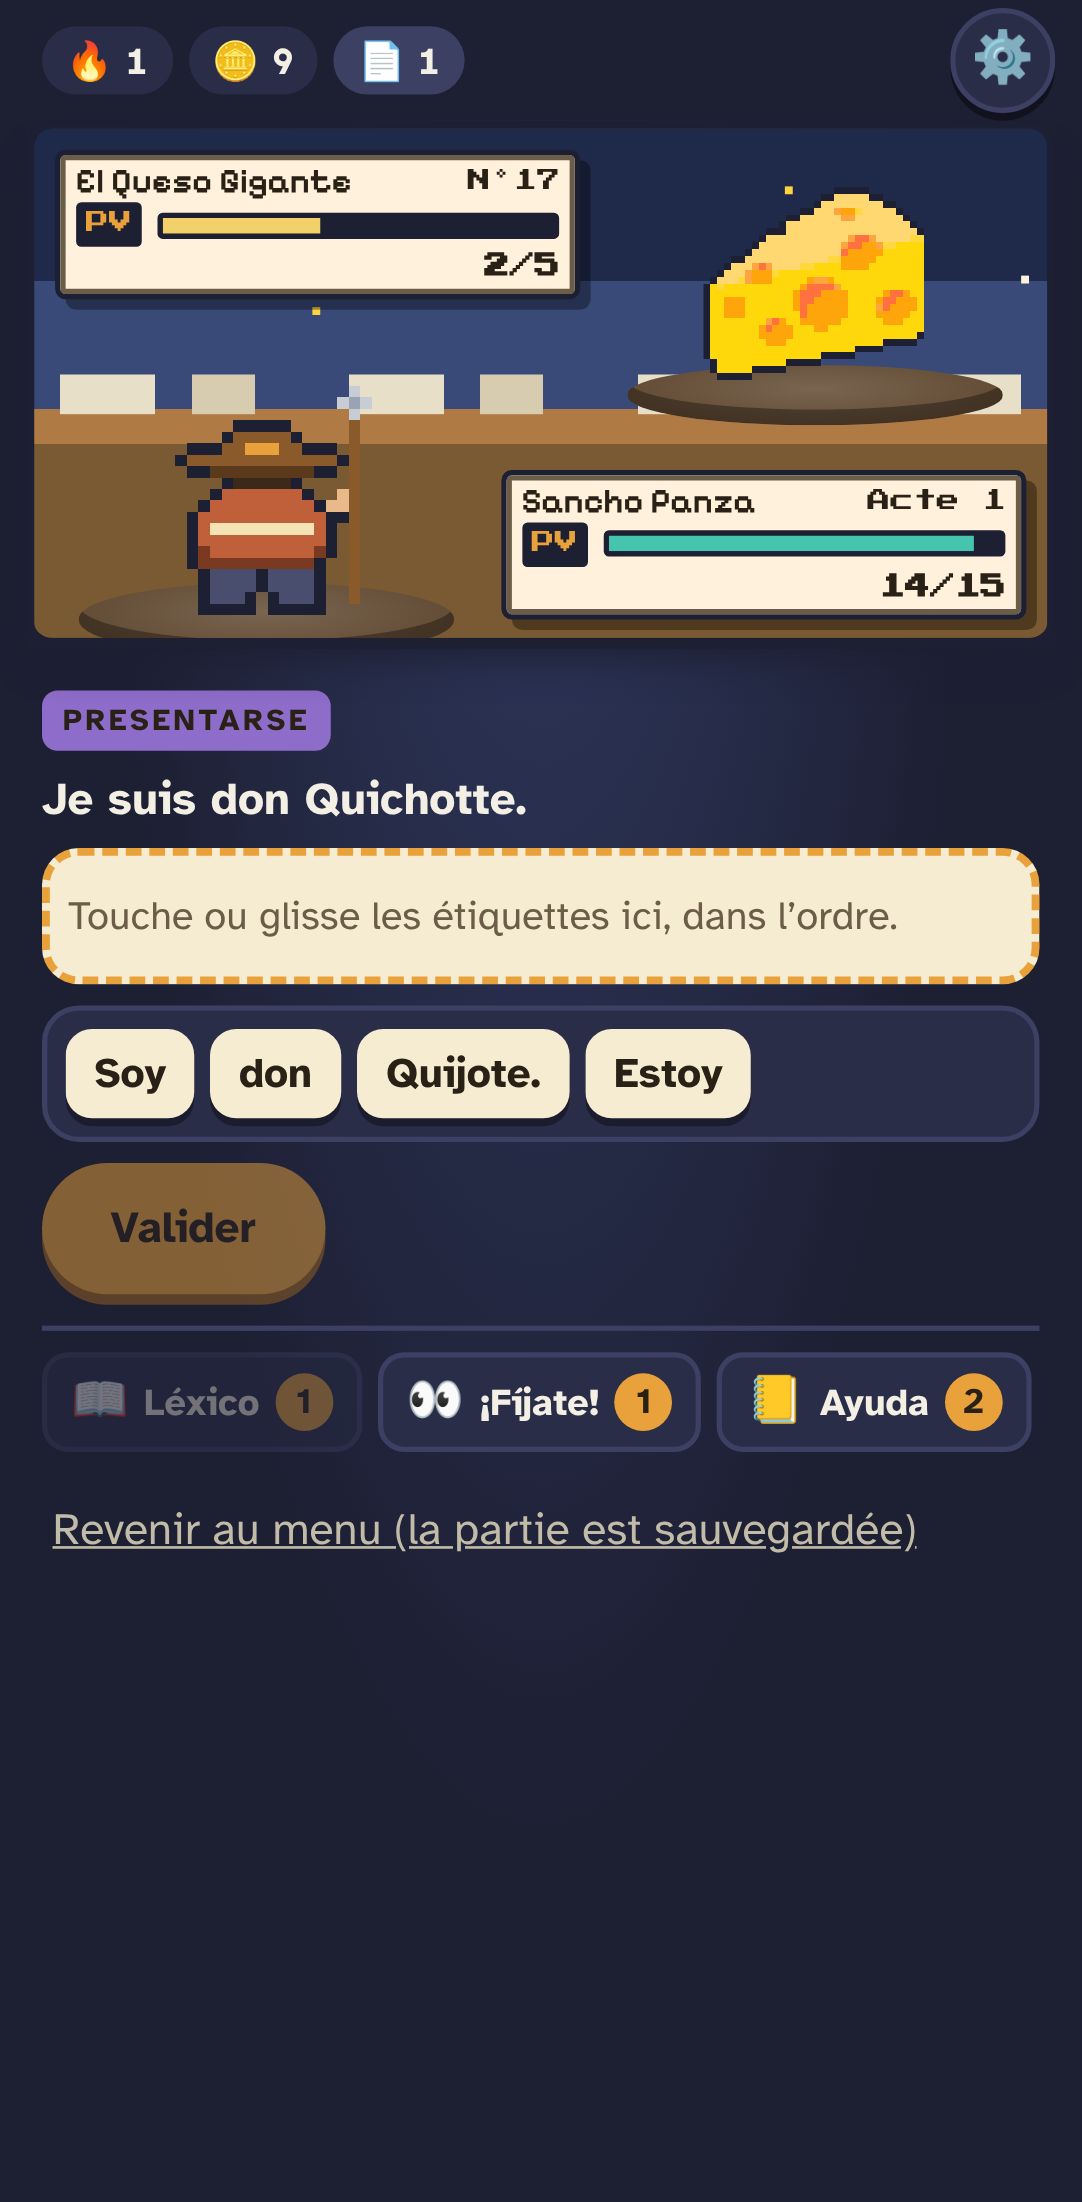 🔥 1 🪙 9 📄 1 ⚙️
El Queso Gigante N°17
PV
2/5
Sancho Panza Acte 1
PV
14/15
PRESENTARSE
Je suis don Quichotte.
Touche ou glisse les étiquettes ici, dans l’ordre.
Soy don Quijote. Estoy
Valider
📖 Léxico 1 👀 ¡Fíjate! 1 📒 Ayuda 2
Revenir au menu (la partie est sauvegardée)